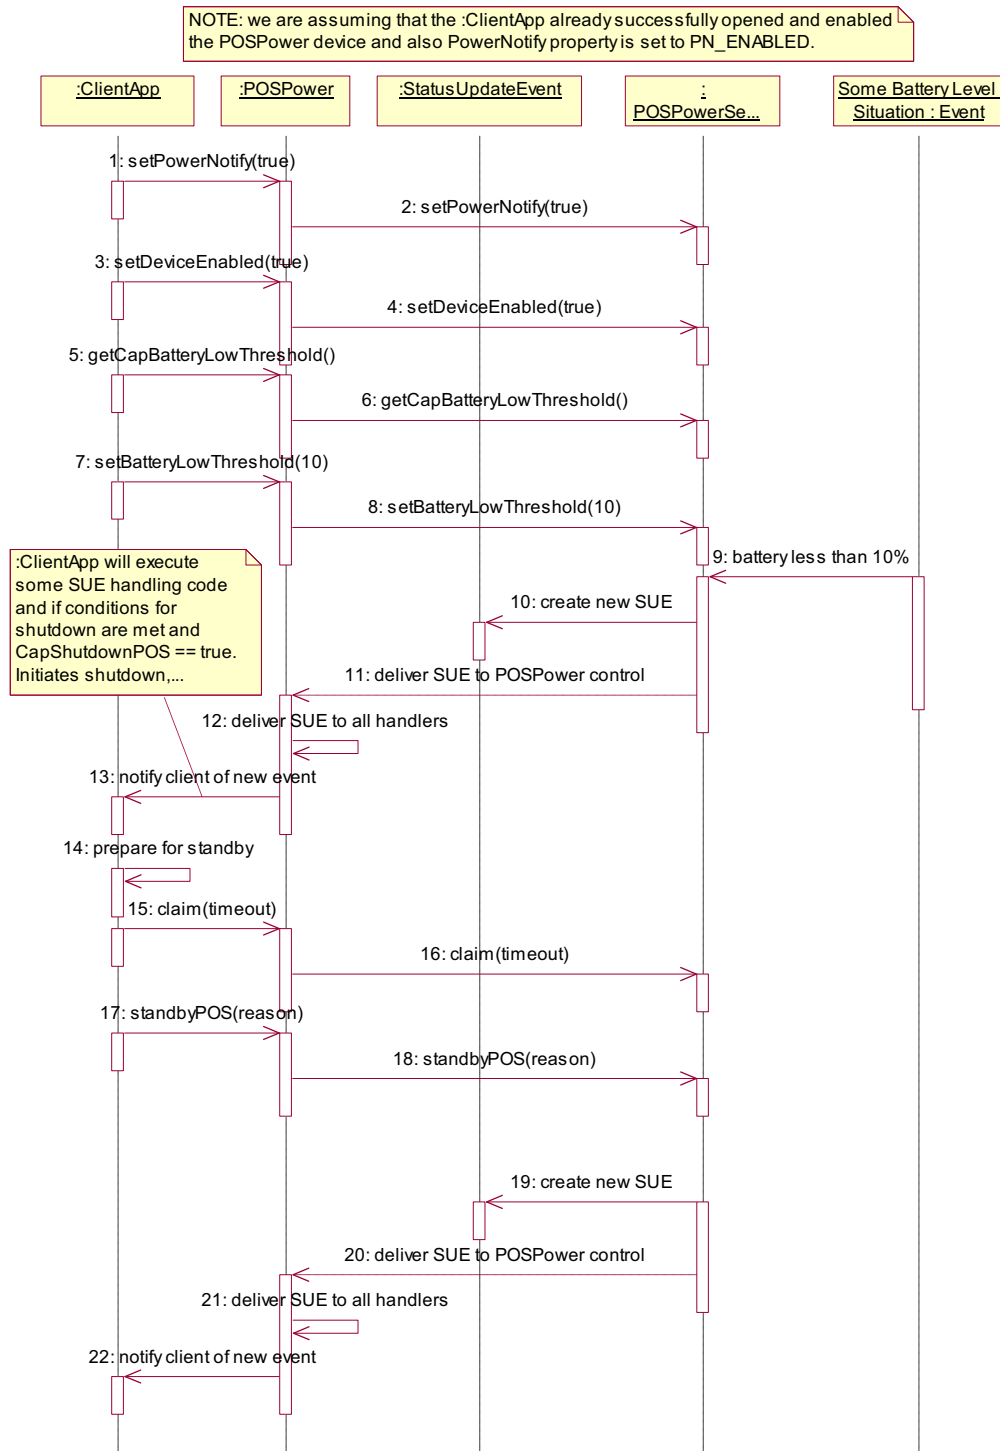 NOTE: we are assuming that the :ClientApp already successfully opened and enabled
the POSPower device and also PowerNotify property is set to PN_ENABLED.
:ClientApp
:POSPower
:StatusUpdateEvent
:
POSPowerSe...
Some Battery Level
Situation : Event
1: setPowerNotify(true)
2: setPowerNotify(true)
3: setDeviceEnabled(true)
4: setDeviceEnabled(true)
5: getCapBatteryLowThreshold()
6: getCapBatteryLowThreshold()
7: setBatteryLowThreshold(10)
8: setBatteryLowThreshold(10)
:ClientApp will execute
some SUE handling code
and if conditions for
shutdown are met and
CapShutdownPOS == true.
Initiates shutdown,...
9: battery less than 10%
10: create new SUE
11: deliver SUE to POSPower control
12: deliver SUE to all handlers
13: notify client of new event
14: prepare for standby
15: claim(timeout)
16: claim(timeout)
17: standbyPOS(reason)
18: standbyPOS(reason)
19: create new SUE
20: deliver SUE to POSPower control
21: deliver SUE to all handlers
22: notify client of new event